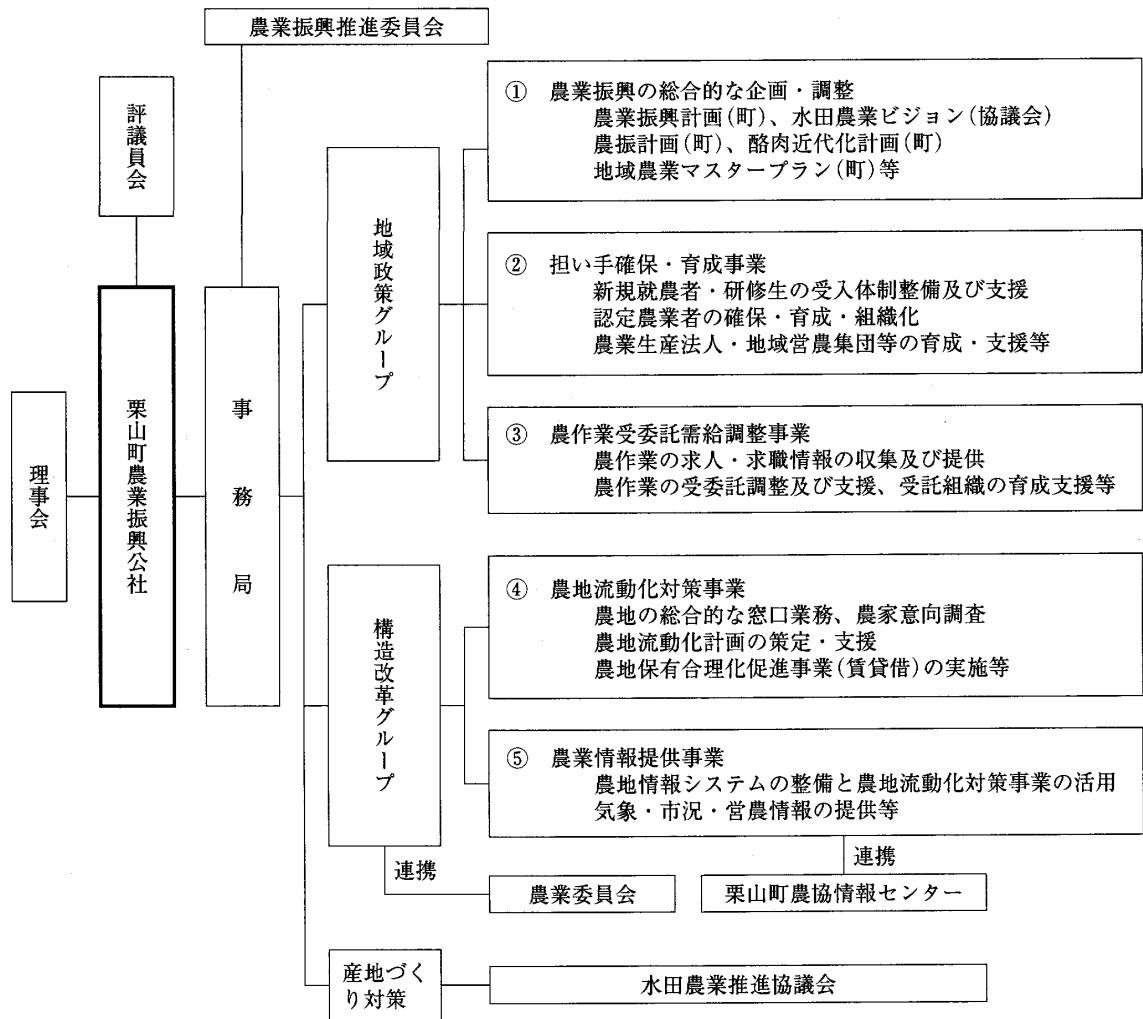 農業振興推進委員会
評議員会
理事会
栗山町農業振興公社
事務局
地域政策グループ
① 農業振興の総合的な企画・調整
農業振興計画(町)、水田農業ビジョン(協議会)
農振計画(町)、酪肉近代化計画(町)
地域農業マスタープラン(町)等
② 担い手確保・育成事業
新規就農者・研修生の受入体制整備及び支援
認定農業者の確保・育成・組織化
農業生産法人・地域営農集団等の育成・支援等
③ 農作業受委託需給調整事業
農作業の求人・求職情報の収集及び提供
農作業の受委託調整及び支援、受託組織の育成支援等
構造改革グループ
④ 農地流動化対策事業
農地の総合的な窓口業務、農家意向調査
農地流動化計画の策定・支援
農地保有合理化促進事業(賃貸借)の実施等
⑤ 農業情報提供事業
農地情報システムの整備と農地流動化対策事業の活用
気象・市況・営農情報の提供等
連携
農業委員会
連携
栗山町農協情報センター
産地づく
り対策
水田農業推進協議会